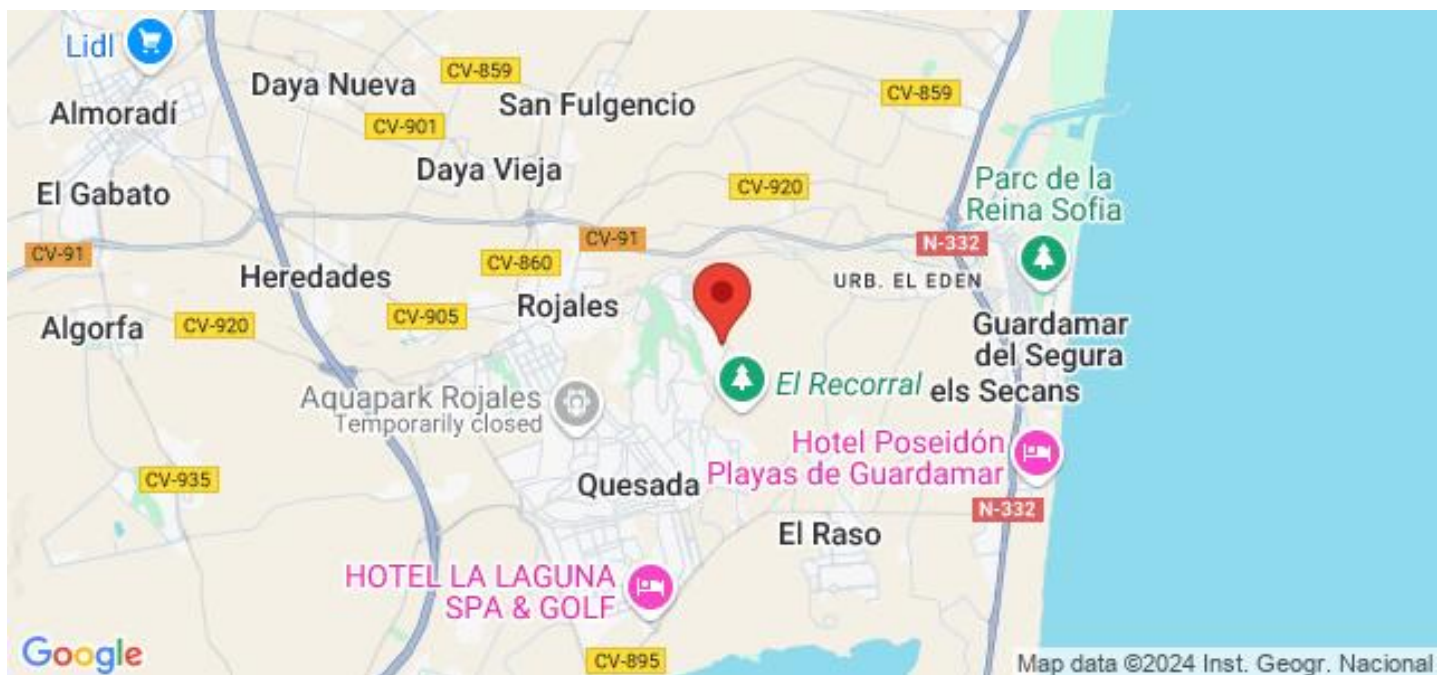 Lidl
Daya Nueva
CV-859
San Fulgencio
CV-859
Almoradí
CV-901
Daya Vieja
CV-920
Parc de la
Reina Sofia
El Gabato
CV-91
CV-91
N-332
CV-860
Heredades
URB. EL EDEN
Rojales
Algorfa
CV-920
CV-905
Guardamar
del Segura
Aquapark Rojales
Temporarily closed
El Recorral
els Secans
Hotel Poseidón
Playas de Guardamar
CV-935
Quesada
N-332
El Raso
HOTEL LA LAGUNA
SPA & GOLF
Google
CV-895
Map data ©2024 Inst. Geogr. Nacional